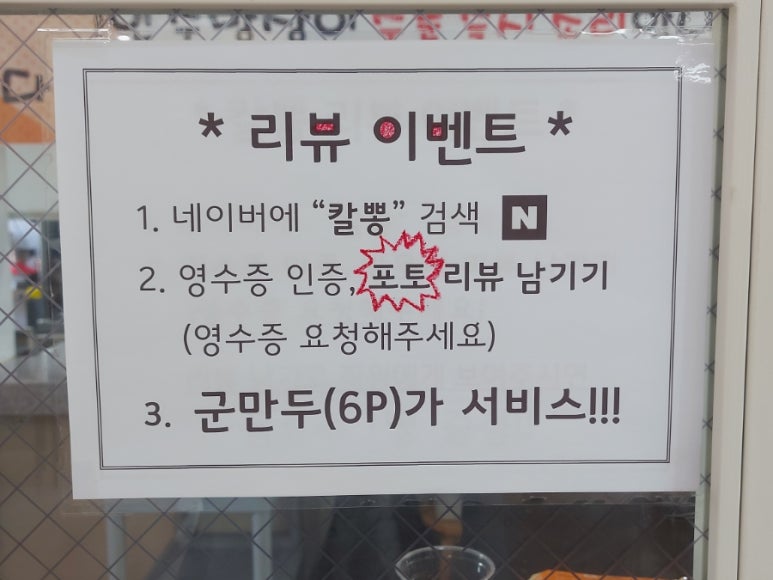 * 리뷰 이벤트 *
1. 네이버에 “칼뽕” 검색 N
2. 영수증 인증, 포토 리뷰 남기기
(영수증 요청해주세요)
3. 군만두(6P)가 서비스!!!